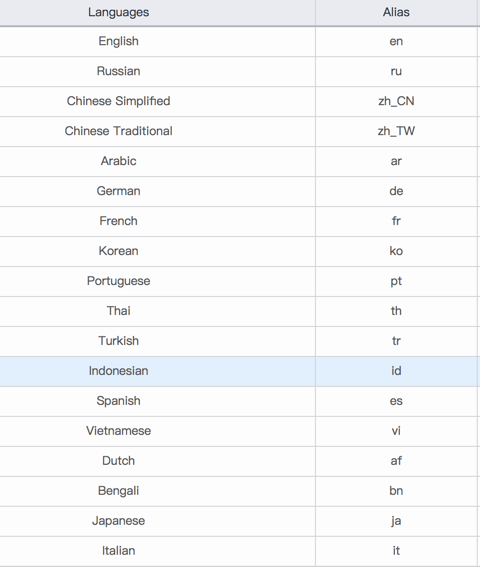 Languages Alias
English en
Russian ru
Chinese Simplified zh_CN
Chinese Traditional zh_TW
Arabic ar
German de
French fr
Korean ko
Portuguese pt
Thai th
Turkish tr
Indonesian id
Spanish es
Vietnamese vi
Dutch af
Bengali bn
Japanese ja
Italian it